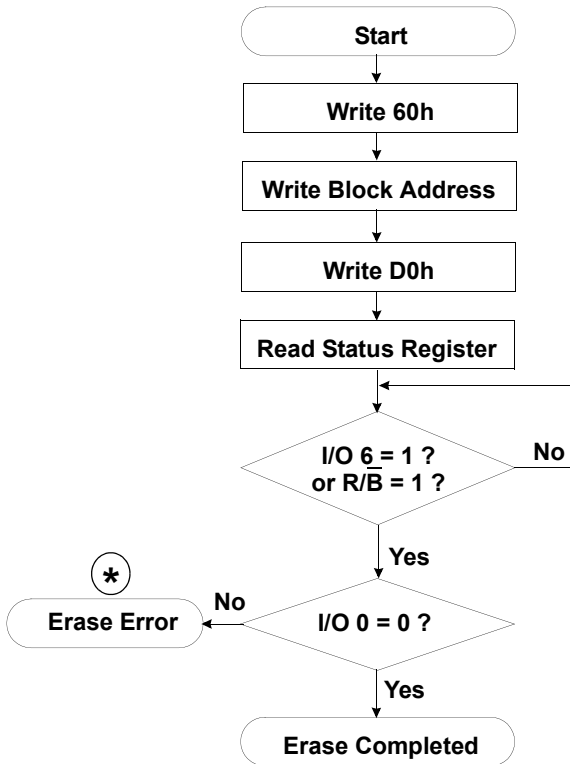 Start
Write 60h
Write Block Address
Write D0h
Read Status Register
I/O 6 = 1 ?
or R/B̅ = 1 ?
No
Yes
*
No
Erase Error
I/O 0 = 0 ?
Yes
Erase Completed